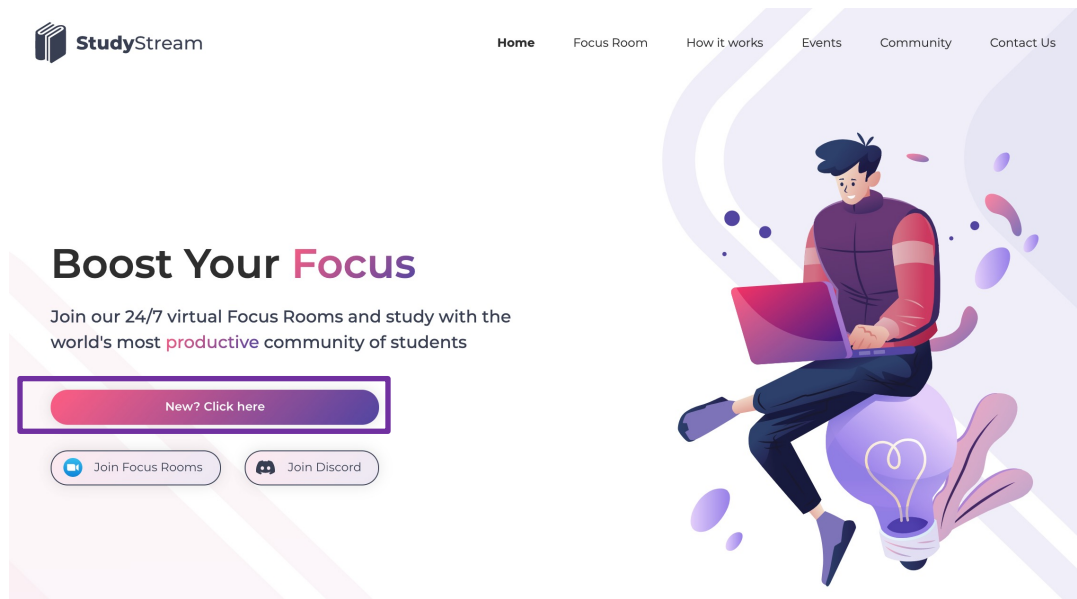 StudyStream
Home Focus Room How it works Events Community Contact Us
Boost Your Focus
Join our 24/7 virtual Focus Rooms and study with the
world's most productive community of students
New? Click here
Join Focus Rooms Join Discord